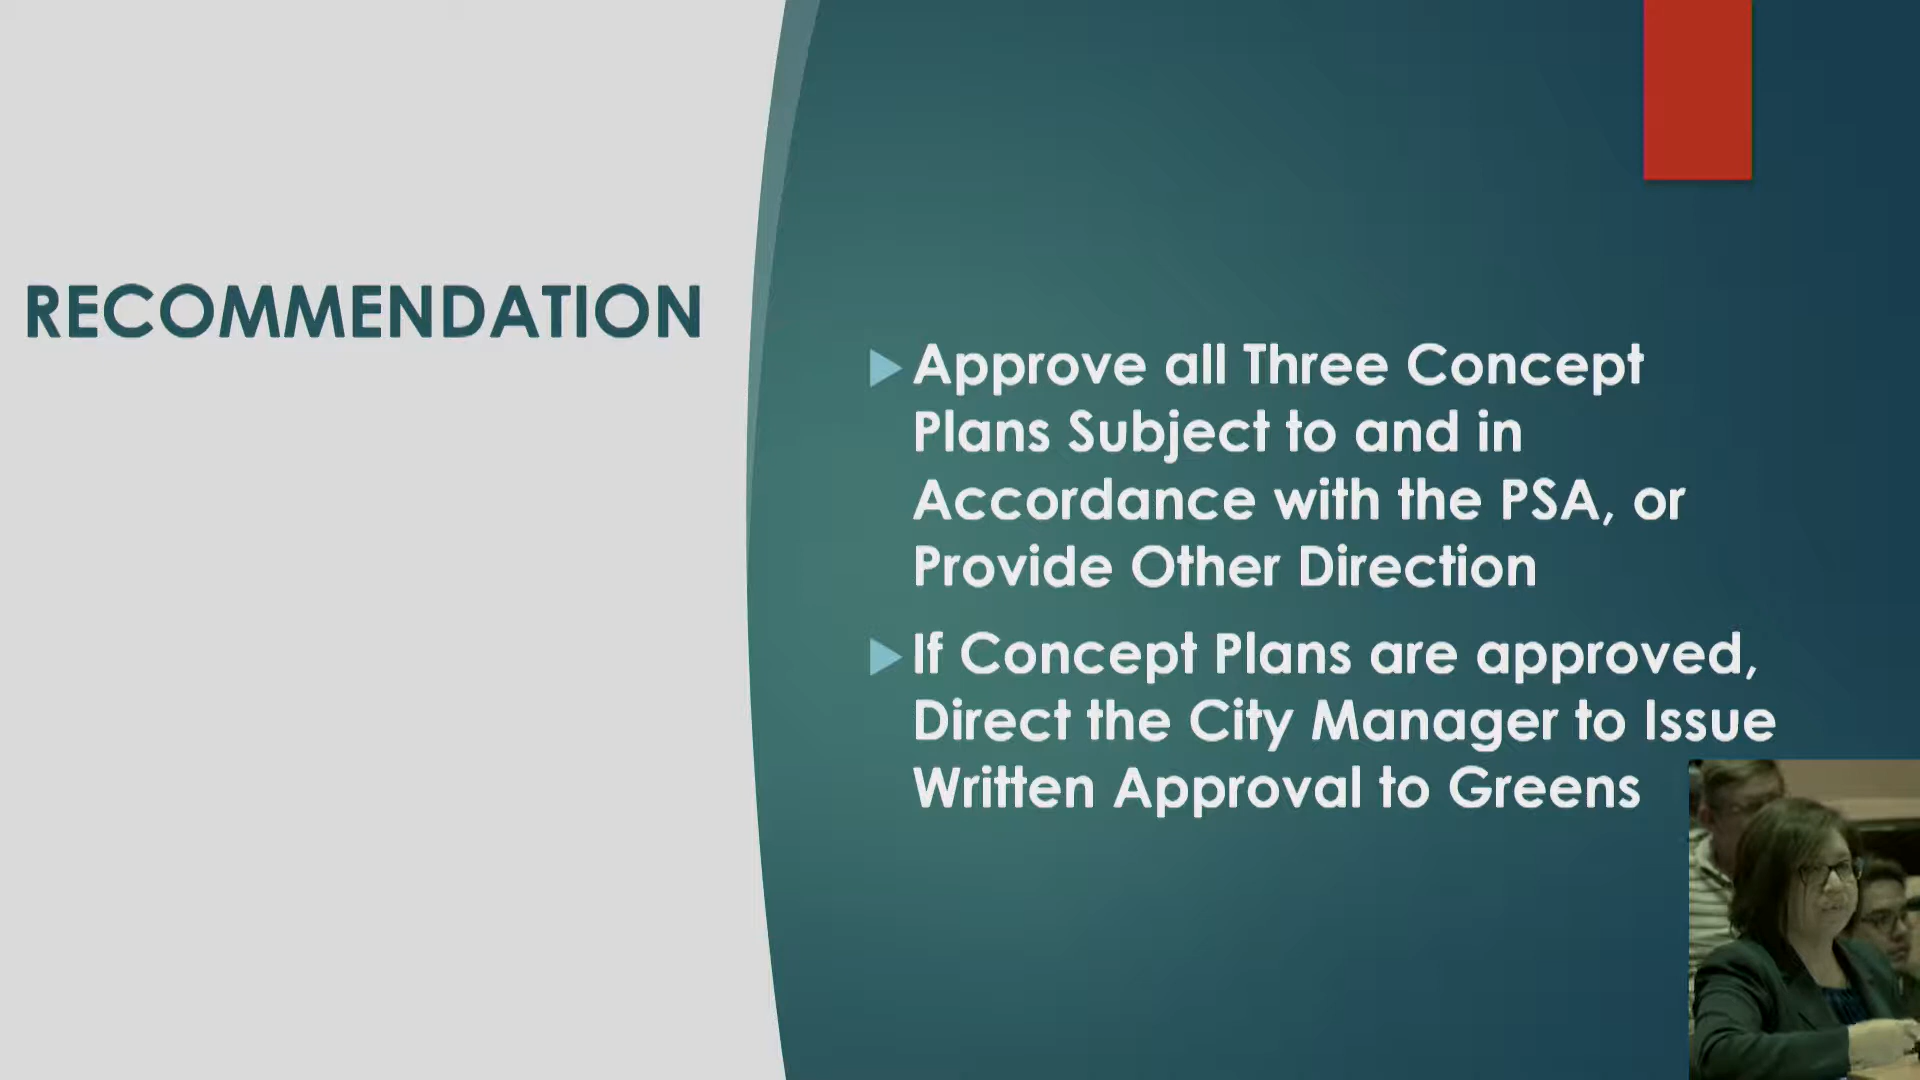 RECOMMENDATION
Approve all Three Concept
Plans Subject to and in
Accordance with the PSA, or
Provide Other Direction
If Concept Plans are approved,
Direct the City Manager to Issue
Written Approval to Greens